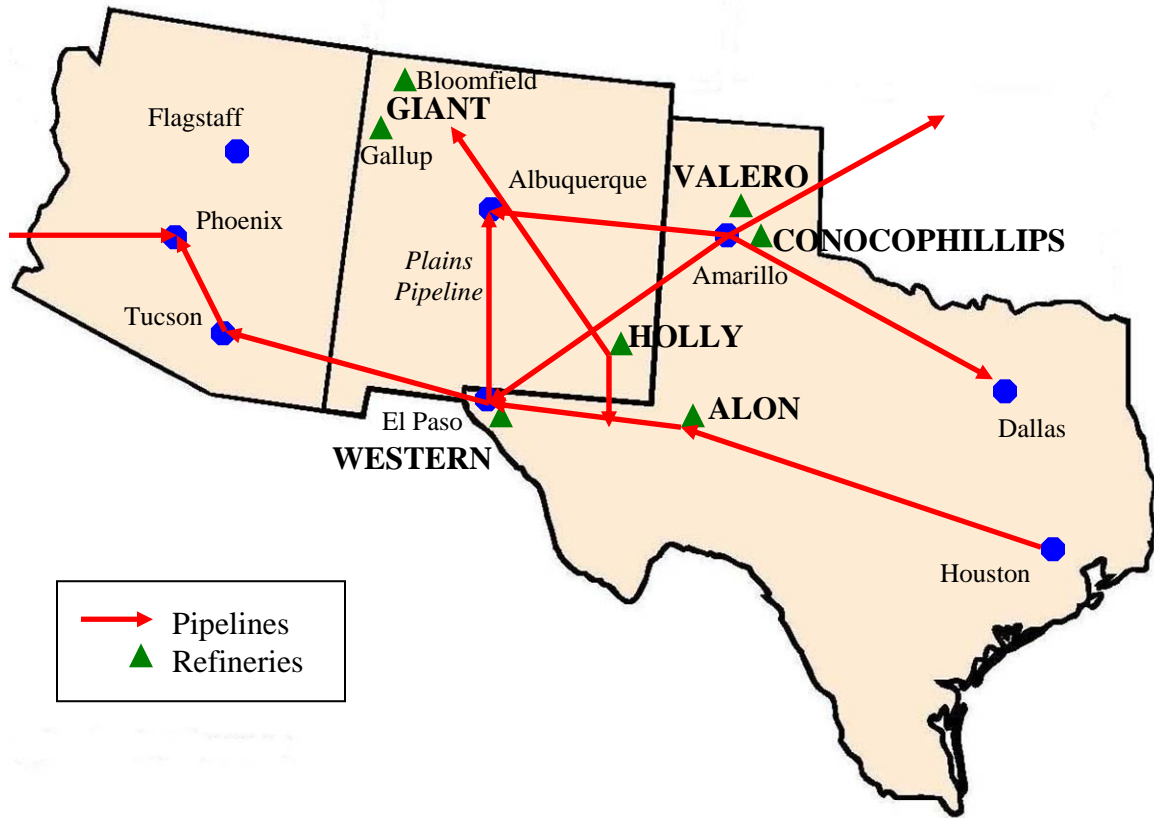 Bloomfield
GIANT
Flagstaff
Gallup
Albuquerque
VALERO
Phoenix
CONOCOPHILLIPS
Plains
Pipeline
Amarillo
Tucson
HOLLY
El Paso
ALON
Dallas
WESTERN
Houston
Pipelines
Refineries